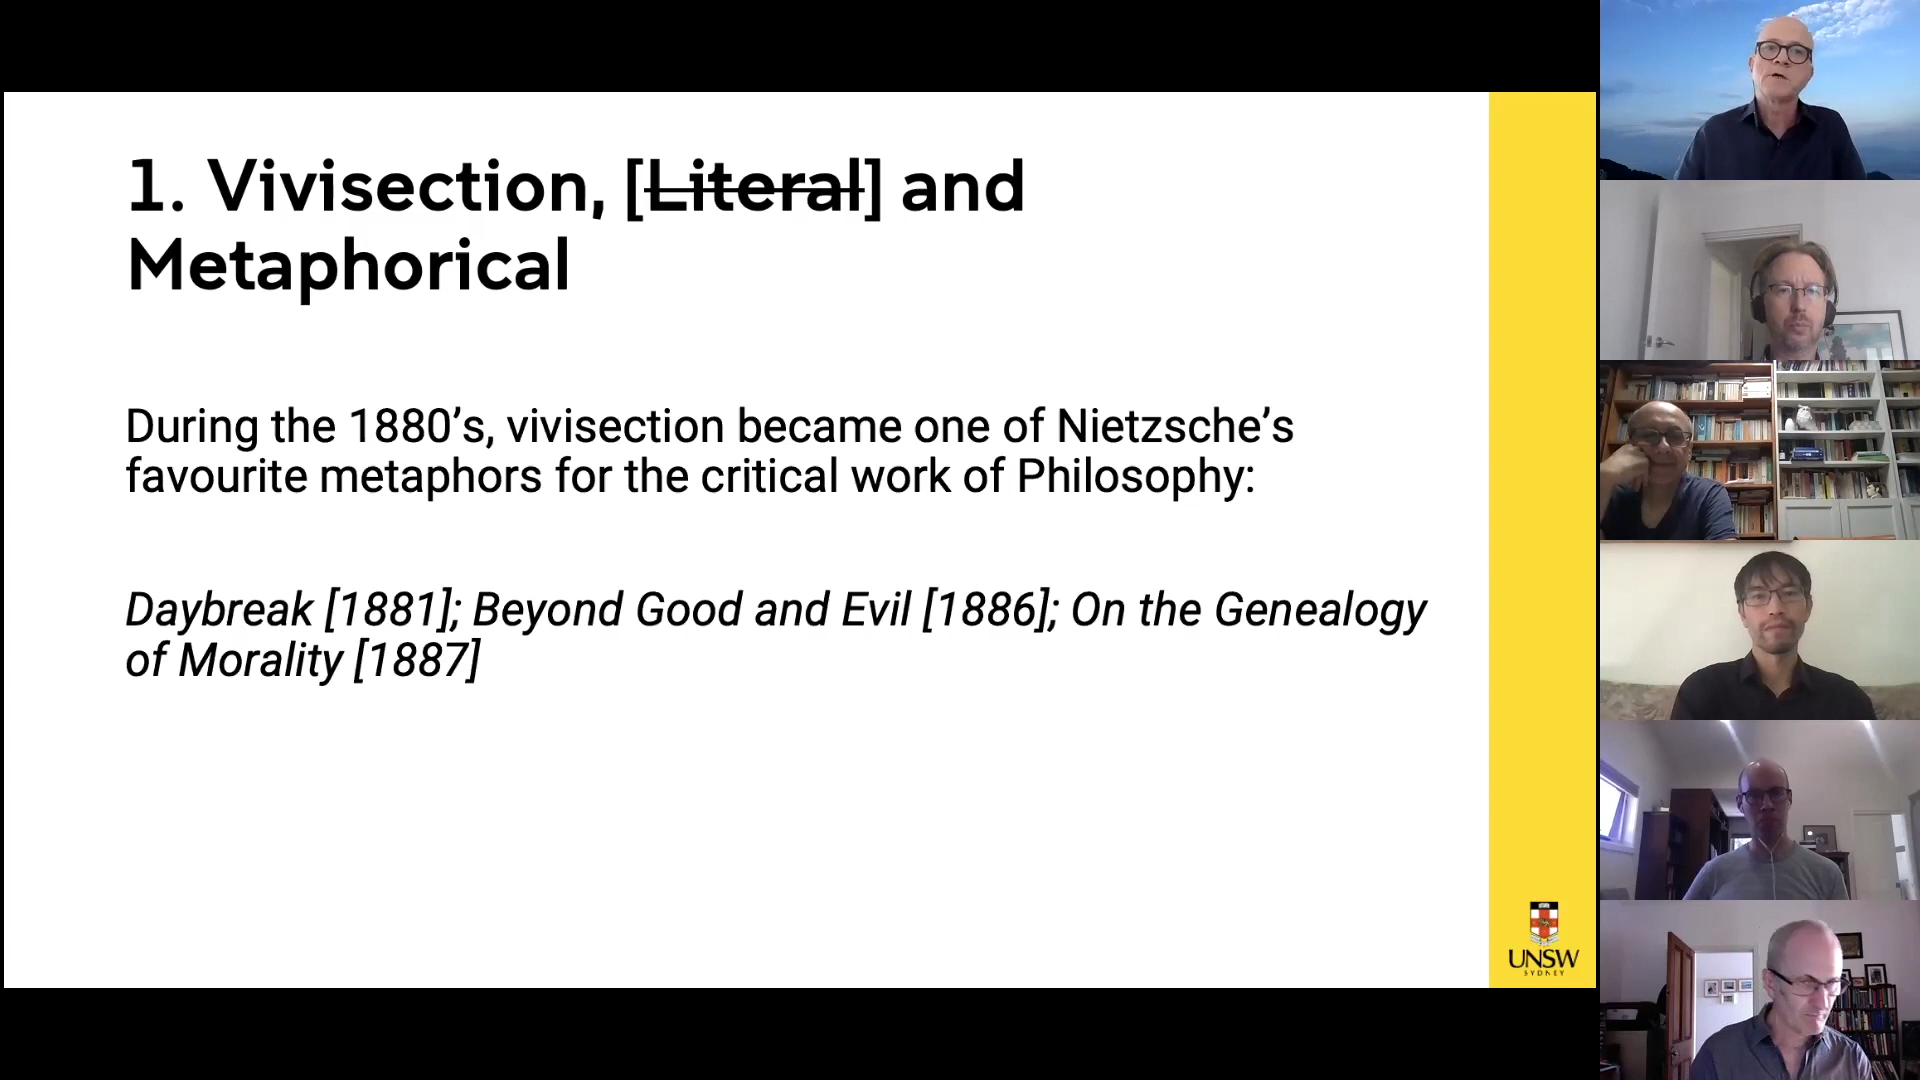 1. Vivisection, [Literal] and
Metaphorical
During the 1880’s, vivisection became one of Nietzsche’s
favourite metaphors for the critical work of Philosophy:
Daybreak [1881]; Beyond Good and Evil [1886]; On the Genealogy
of Morality [1887]
UNSW
SYDNEY